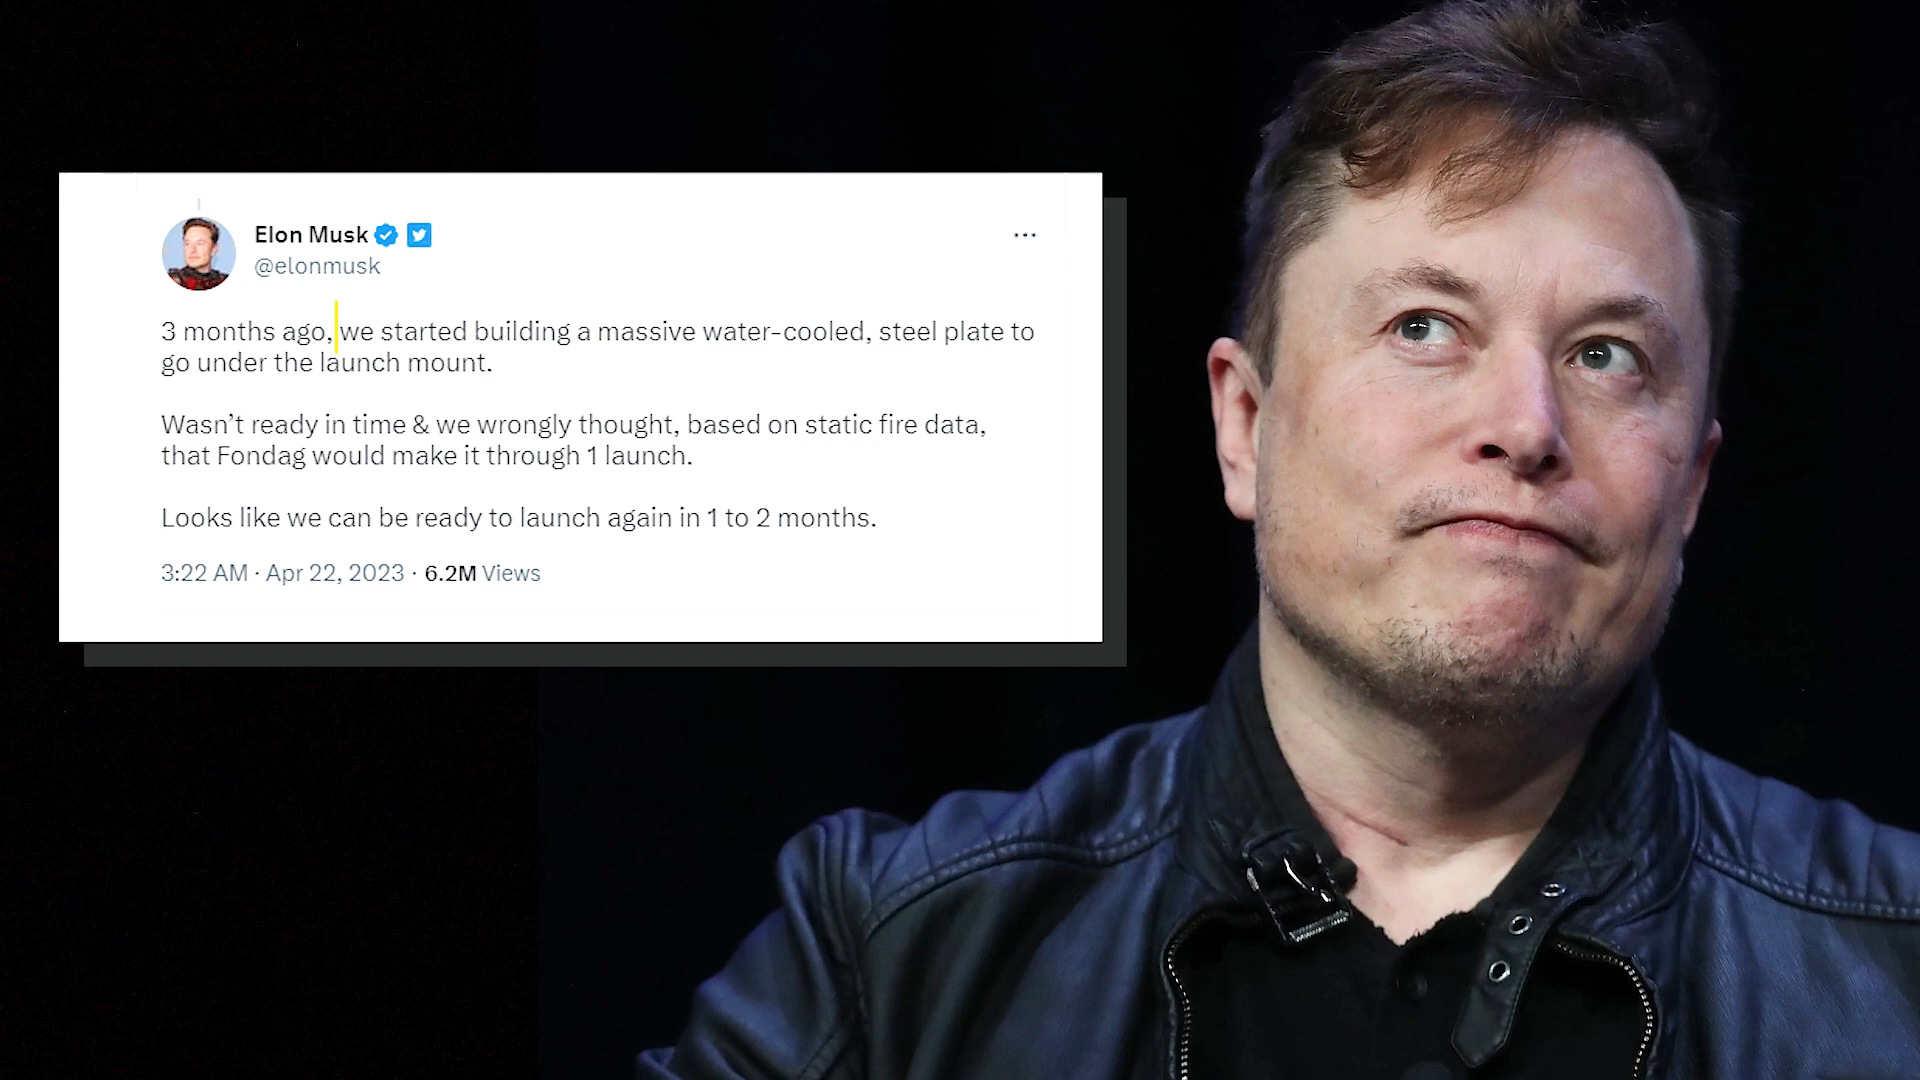 Elon Musk
@elonmusk
3 months ago, we started building a massive water-cooled, steel plate to
go under the launch mount.
Wasn’t ready in time & we wrongly thought, based on static fire data,
that Fondag would make it through 1 launch.
Looks like we can be ready to launch again in 1 to 2 months.
3:22 AM · Apr 22, 2023 · 6.2M Views